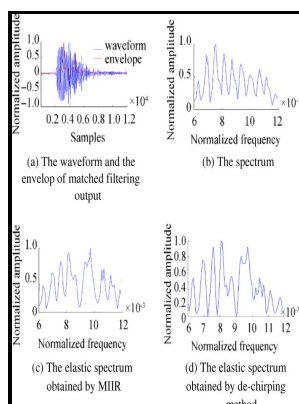 Normalized amplitude
1.0
0.5
0
−0.5
−1.0
waveform
envelope
×10⁴
0.2 0.4 0.6 0.8 1.0 1.2
Samples
(a) The waveform and the
envelop of matched filtering
output
Normalized amplitude
1.0
0.5
0
6 8 10 12
×10⁻
Normalized frequency
(b) The spectrum
Normalized amplitude
1.0
0.5
0
×10⁻³
6 8 10 12
Normalized frequency
(c) The elastic spectrum
obtained by MIIR
Normalized amplitude
1.0
0.8
0.6
0.4
0.2
0
×10⁻³
6 7 8 9 10 11 12
Normalized frequency
(d) The elastic spectrum
obtained by de-chirping
method